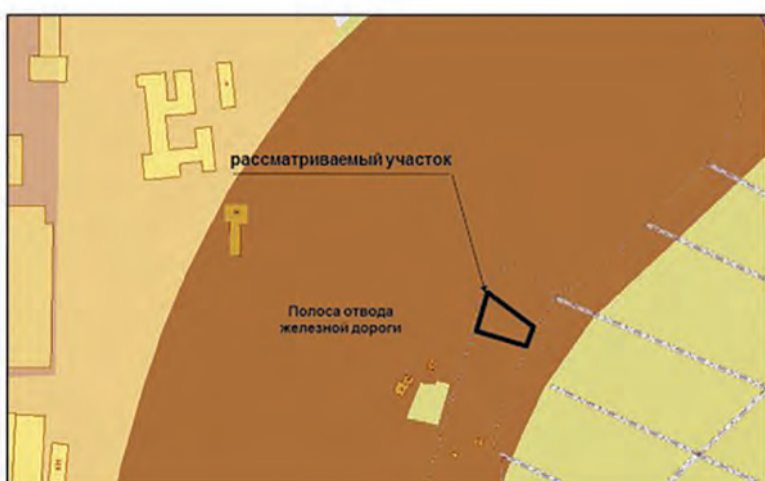 рассматриваемый участок
Полоса отвода
железной дороги